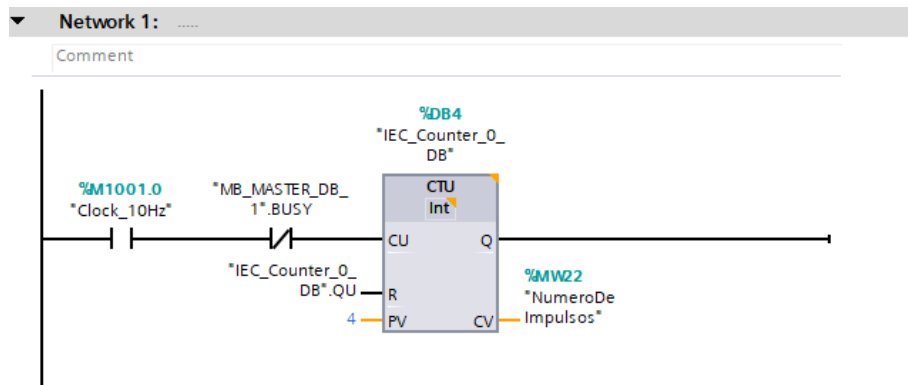 Network 1: .....
Comment
%DB4
"IEC_Counter_0_
DB"
%M1001.0
"Clock_10Hz"
"MB_MASTER_DB_
1".BUSY
CTU
Int
CU
Q
"IEC_Counter_0_
DB".QU
R
4
PV
CV
%MW22
"NumeroDe
Impulsos"